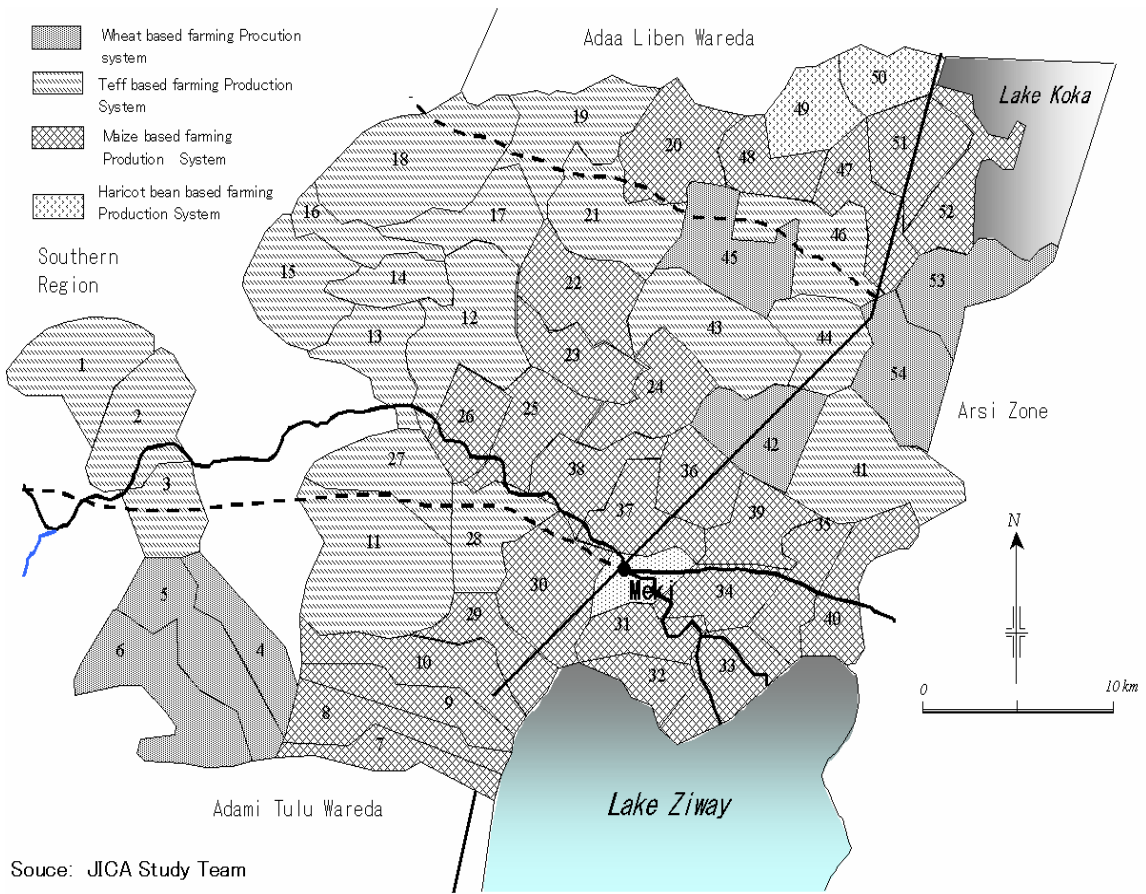 Wheat based farming Procution
system
Teff based farming Production
System
Maize based farming
Prodution System
Haricot bean based farming
Production System
Adaa Liben Wareda
Lake Koka
Southern
Region
Arsi Zone
Adami Tulu Wareda
Lake Ziway
Meki
N
0 10 km
50
49
19
51
20
48
18
47
16
17
21
52
46
45
15
14
53
22
12
43
13
44
23
1
54
24
2
26
25
42
27
38
36
41
3
37
39
35
11
28
30
34
5
29
31
40
6
4
10
33
32
9
8
7
Souce: JICA Study Team